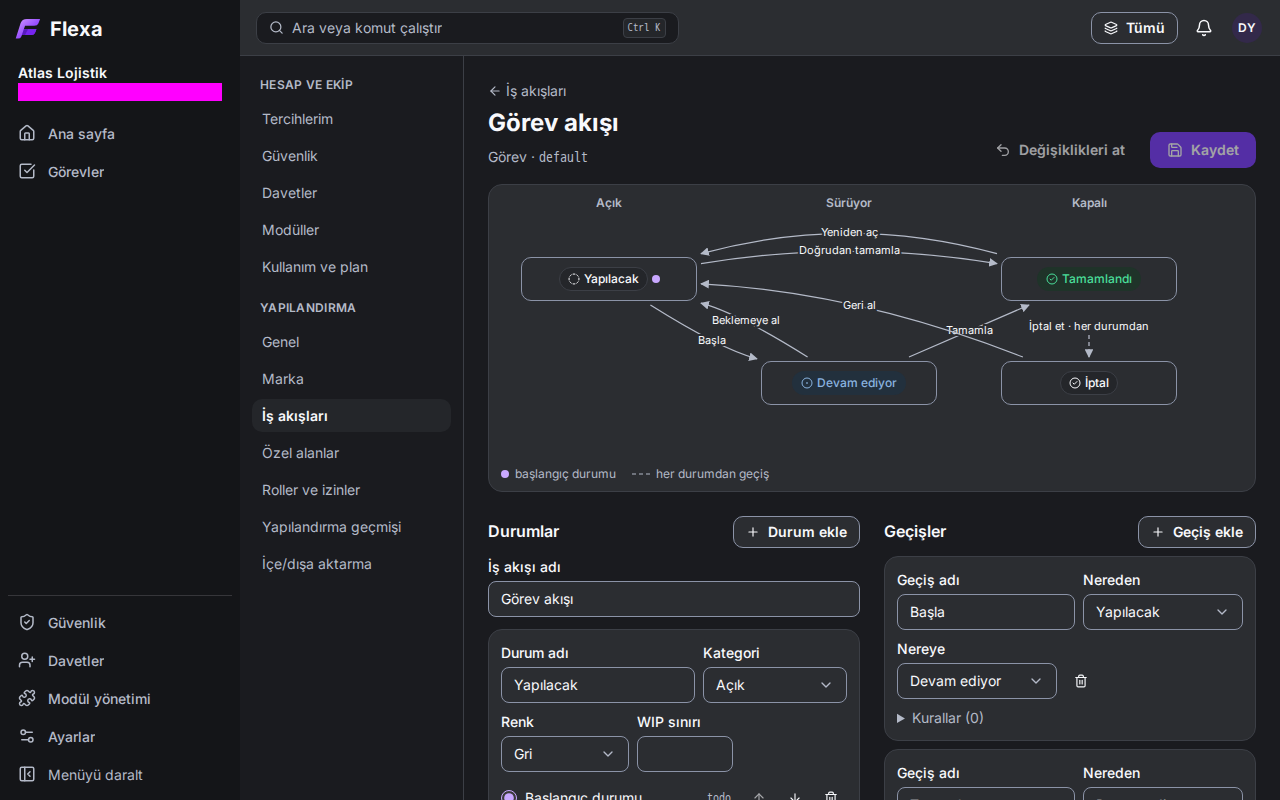 Flexa
Ara veya komut çalıştır
Ctrl K
Tümü
DY
Atlas Lojistik
Ana sayfa
Görevler
Güvenlik
Davetler
Modül yönetimi
Ayarlar
Menüyü daralt
HESAP VE EKİP
Tercihlerim
Güvenlik
Davetler
Modüller
Kullanım ve plan
YAPILANDIRMA
Genel
Marka
İş akışları
Özel alanlar
Roller ve izinler
Yapılandırma geçmişi
İçe/dışa aktarma
İş akışları
Görev akışı
Görev · default
Değişiklikleri at
Kaydet
Açık
Sürüyor
Kapalı
Yeniden aç
Doğrudan tamamla
Yapılacak
Tamamlandı
Geri al
Beklemeye al
Başla
Tamamla
İptal et · her durumdan
Devam ediyor
İptal
başlangıç durumu
her durumdan geçiş
Durumlar
Durum ekle
İş akışı adı
Görev akışı
Durum adı
Kategori
Yapılacak
Açık
Renk
WIP sınırı
Gri
Başlangıç durumu
todo
Geçişler
Geçiş ekle
Geçiş adı
Nereden
Başla
Yapılacak
Nereye
Devam ediyor
Kurallar (0)
Geçiş adı
Nereden